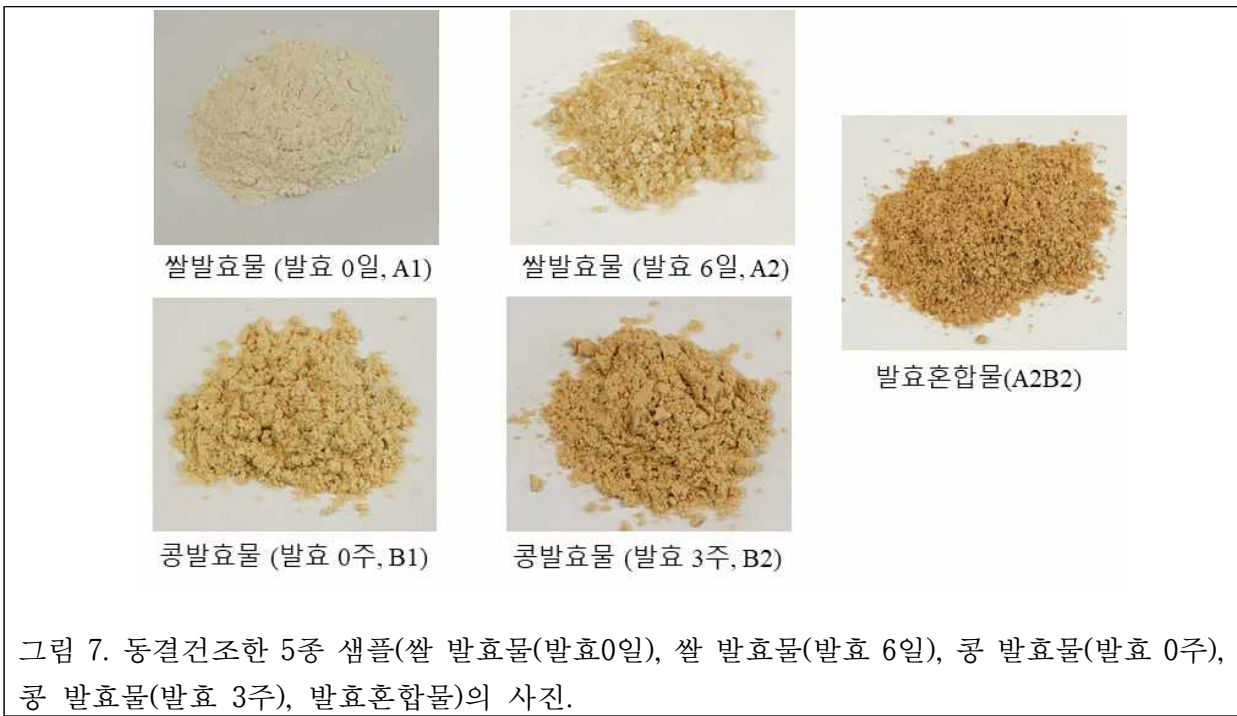 쌀발효물 (발효 0일, A1)
쌀발효물 (발효 6일, A2)
발효혼합물(A2B2)
콩발효물 (발효 0주, B1)
콩발효물 (발효 3주, B2)
그림 7. 동결건조한 5종 샘플(쌀 발효물(발효0일), 쌀 발효물(발효 6일), 콩 발효물(발효 0주),
콩 발효물(발효 3주), 발효혼합물)의 사진.